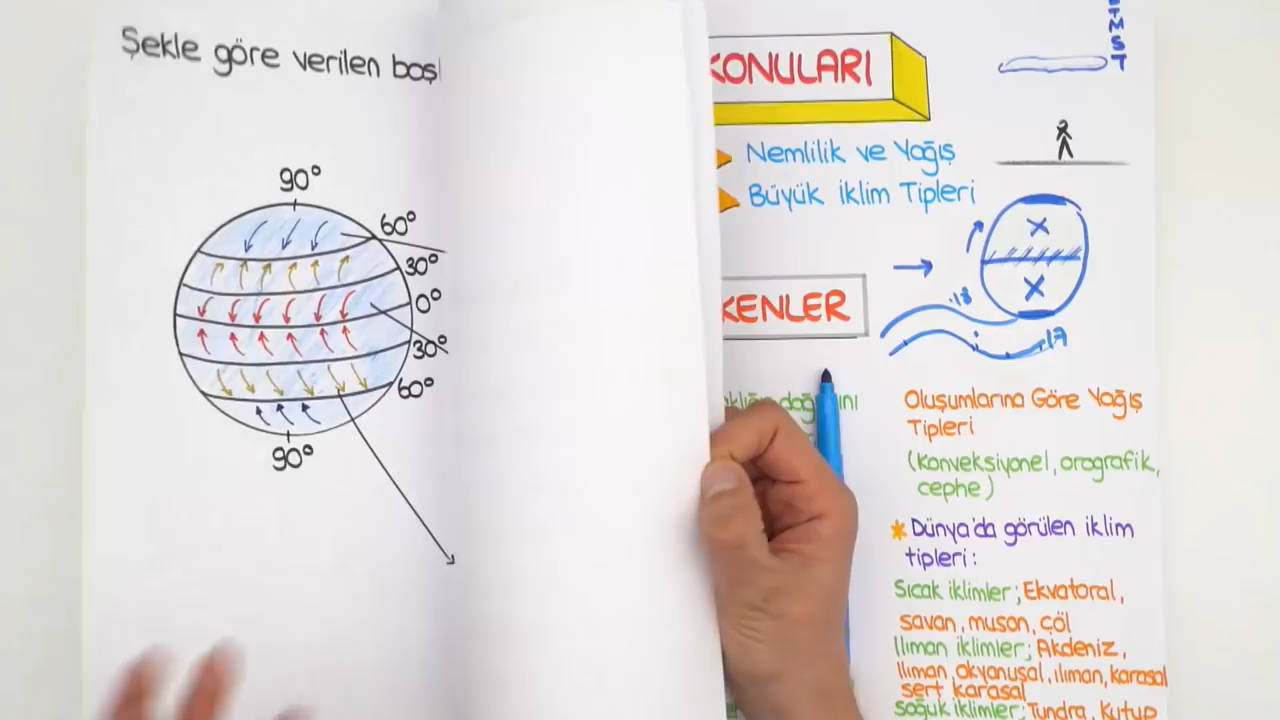 Şekle göre verilen boş
90°
60°
30°
0°
30°
60°
90°
KONULARI
Nemlilik ve Yağış
Büyük İklim Tipleri
KENLER
18
17
Oluşumlarına Göre Yağış
Tipleri
(Konveksiyonel, orografik,
cephe)
* Dünya'da görülen iklim
tipleri:
Sıcak iklimler; Ekvatoral,
savan, muson, çöl
Ilıman iklimler; Akdeniz,
Ilıman, okyanusal, ılıman, karasal
sert karasal
soğuk iklimler; Tundra, Kutup